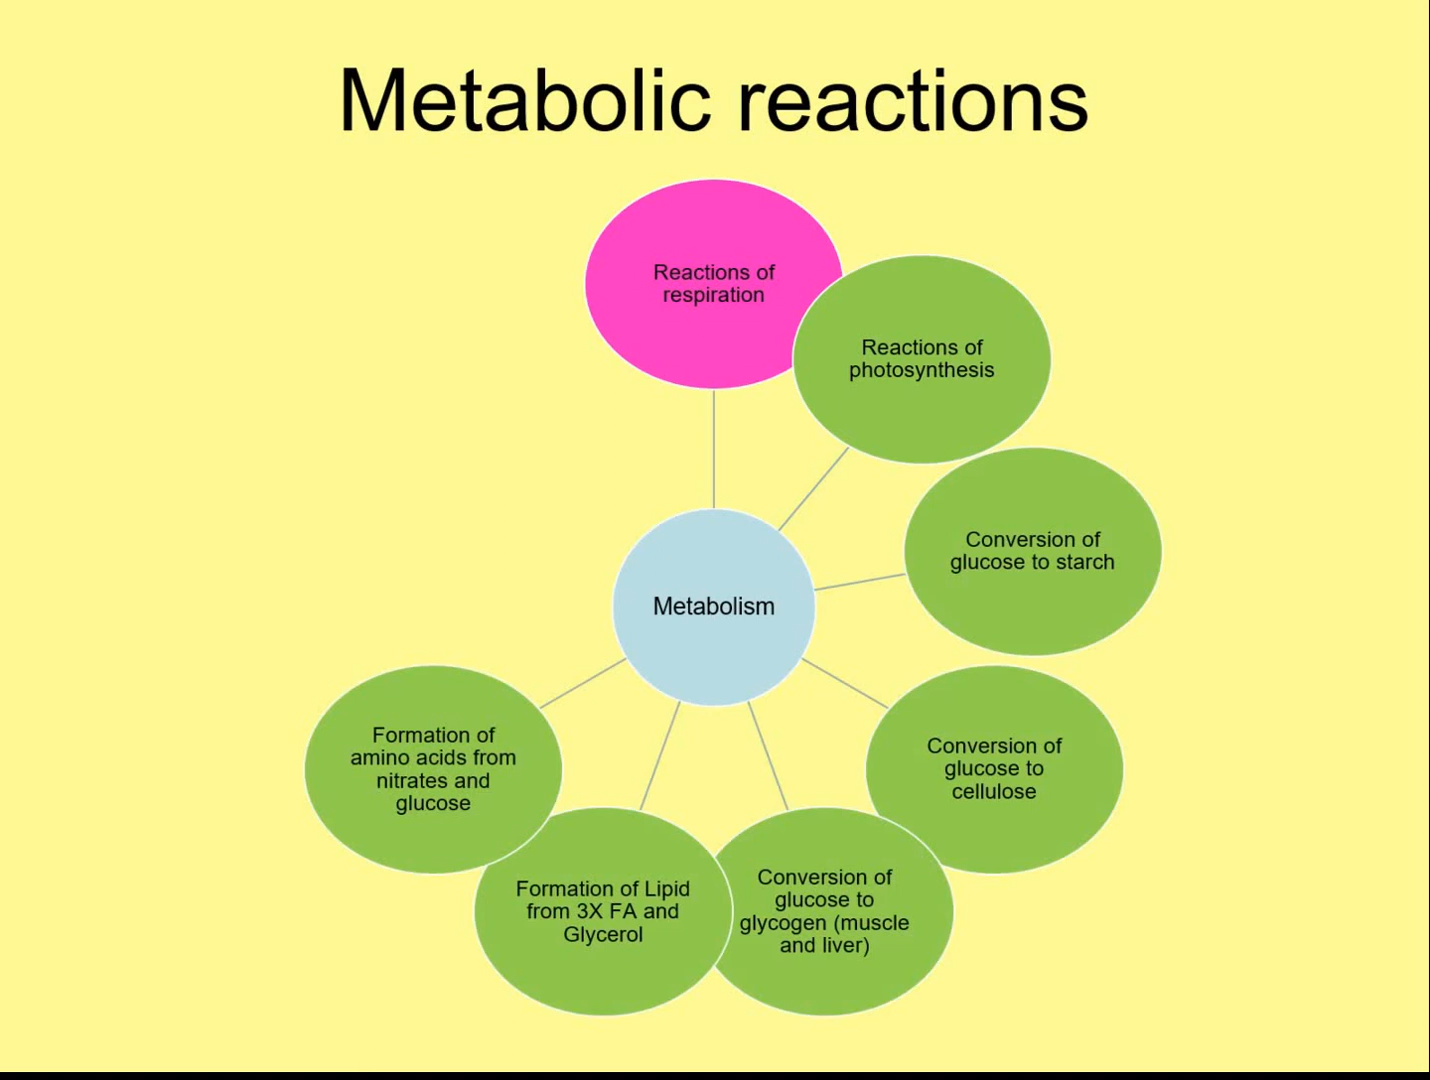 Metabolic reactions
Reactions of
respiration
Reactions of
photosynthesis
Conversion of
glucose to starch
Metabolism
Conversion of
glucose to
cellulose
Conversion of
glucose to
glycogen (muscle
and liver)
Formation of Lipid
from 3X FA and
Glycerol
Formation of
amino acids from
nitrates and
glucose